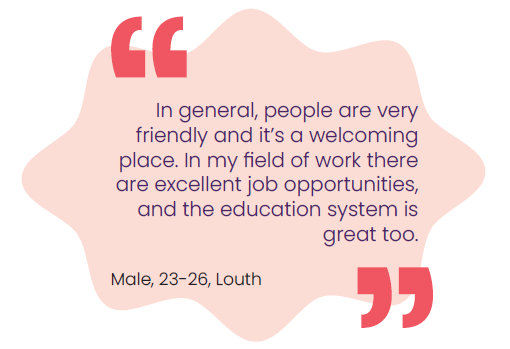 In general, people are very
friendly and it's a welcoming
place. In my field of work there
are excellent job opportunities,
and the education system is
great too.
Male, 23-26, Louth